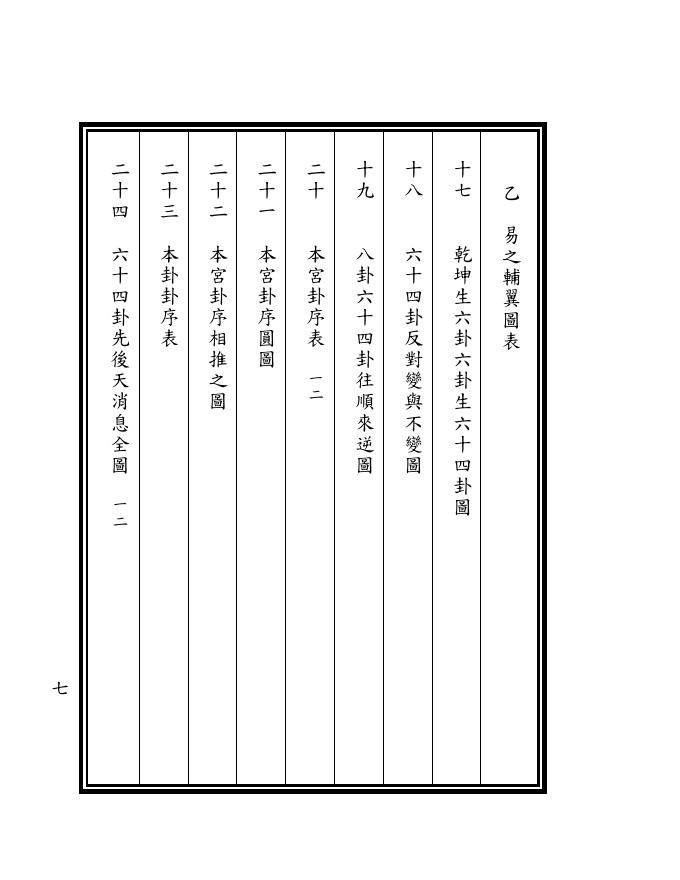 乙　易之輔翼圖表
十七　乾坤生六卦六卦生六十四卦圖
十八　六十四卦反對變與不變圖
十九　八卦六十四卦往順來逆圖
二十　本宮卦序表　一二
二十一　本宮卦序圓圖
二十二　本宮卦序相推之圖
二十三　本卦卦序表
二十四　六十四卦先後天消息全圖　一二
七